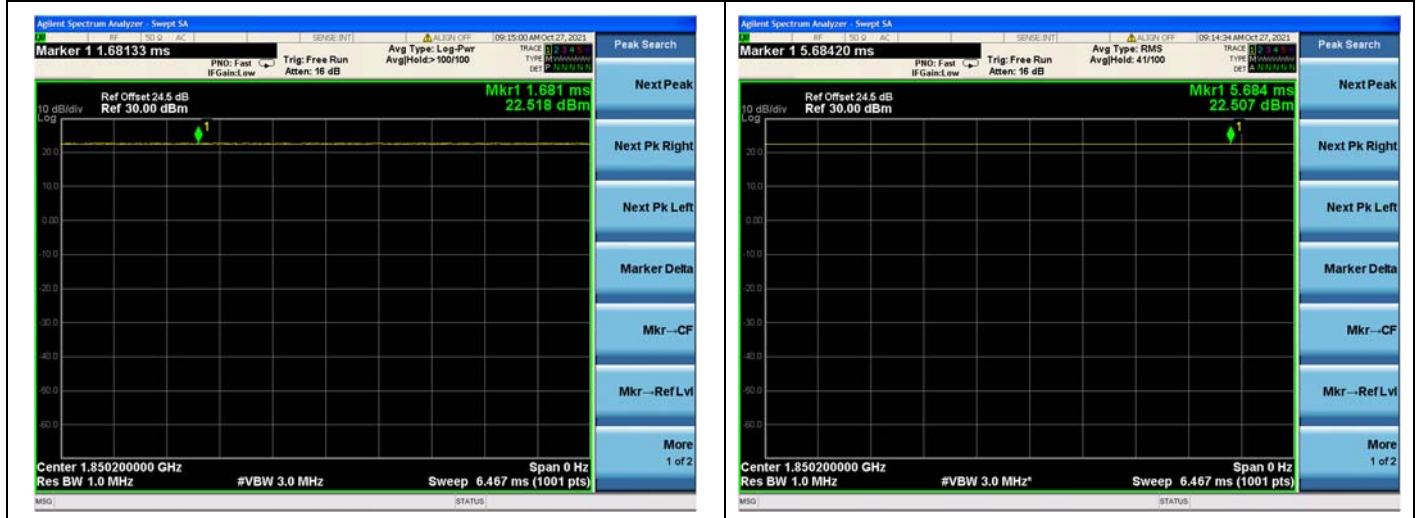 Agilent Spectrum Analyzer - Swept SA
RF 50 Ω AC SENSE:INT ALIGN OFF 09:15:00 AM Oct 27, 2021
Marker 1 1.68133 ms
PNO: Fast
IFGain:Low
Trig: Free Run
Atten: 16 dB
Avg Type: Log-Pwr
Avg|Hold:> 100/100
TRACE 1 2 3 4 5 6
TYPE M
DET P N N N N N
Peak Search
Mkr1 1.681 ms
22.518 dBm
Ref Offset 24.5 dB
10 dB/div Ref 30.00 dBm
Log
1
20.0
10.0
0.00
-10.0
-20.0
-30.0
-40.0
-50.0
-60.0
Next Peak
Next Pk Right
Next Pk Left
Marker Delta
Mkr→CF
Mkr→Ref Lvl
More
1 of 2
Center 1.850200000 GHz Span 0 Hz
Res BW 1.0 MHz #VBW 3.0 MHz Sweep 6.467 ms (1001 pts)
MSG STATUS
Agilent Spectrum Analyzer - Swept SA
RF 50 Ω AC SENSE:INT ALIGN OFF 09:14:34 AM Oct 27, 2021
Marker 1 5.68420 ms
PNO: Fast
IFGain:Low
Trig: Free Run
Atten: 16 dB
Avg Type: RMS
Avg|Hold: 41/100
TRACE 1 2 3 4 5 6
TYPE M
DET A N N N N N
Peak Search
Mkr1 5.684 ms
22.507 dBm
Ref Offset 24.5 dB
10 dB/div Ref 30.00 dBm
Log
1
20.0
10.0
0.00
-10.0
-20.0
-30.0
-40.0
-50.0
-60.0
Next Peak
Next Pk Right
Next Pk Left
Marker Delta
Mkr→CF
Mkr→Ref Lvl
More
1 of 2
Center 1.850200000 GHz Span 0 Hz
Res BW 1.0 MHz #VBW 3.0 MHz* Sweep 6.467 ms (1001 pts)
MSG STATUS